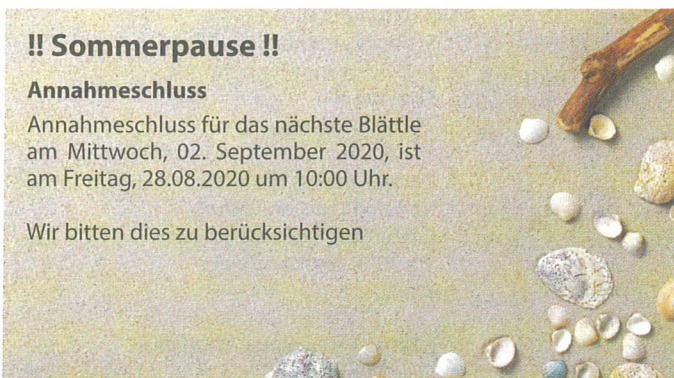 !! Sommerpause !!
Annahmeschluss
Annahmeschluss für das nächste Blättle
am Mittwoch, 02. September 2020, ist
am Freitag, 28.08.2020 um 10:00 Uhr.
Wir bitten dies zu berücksichtigen